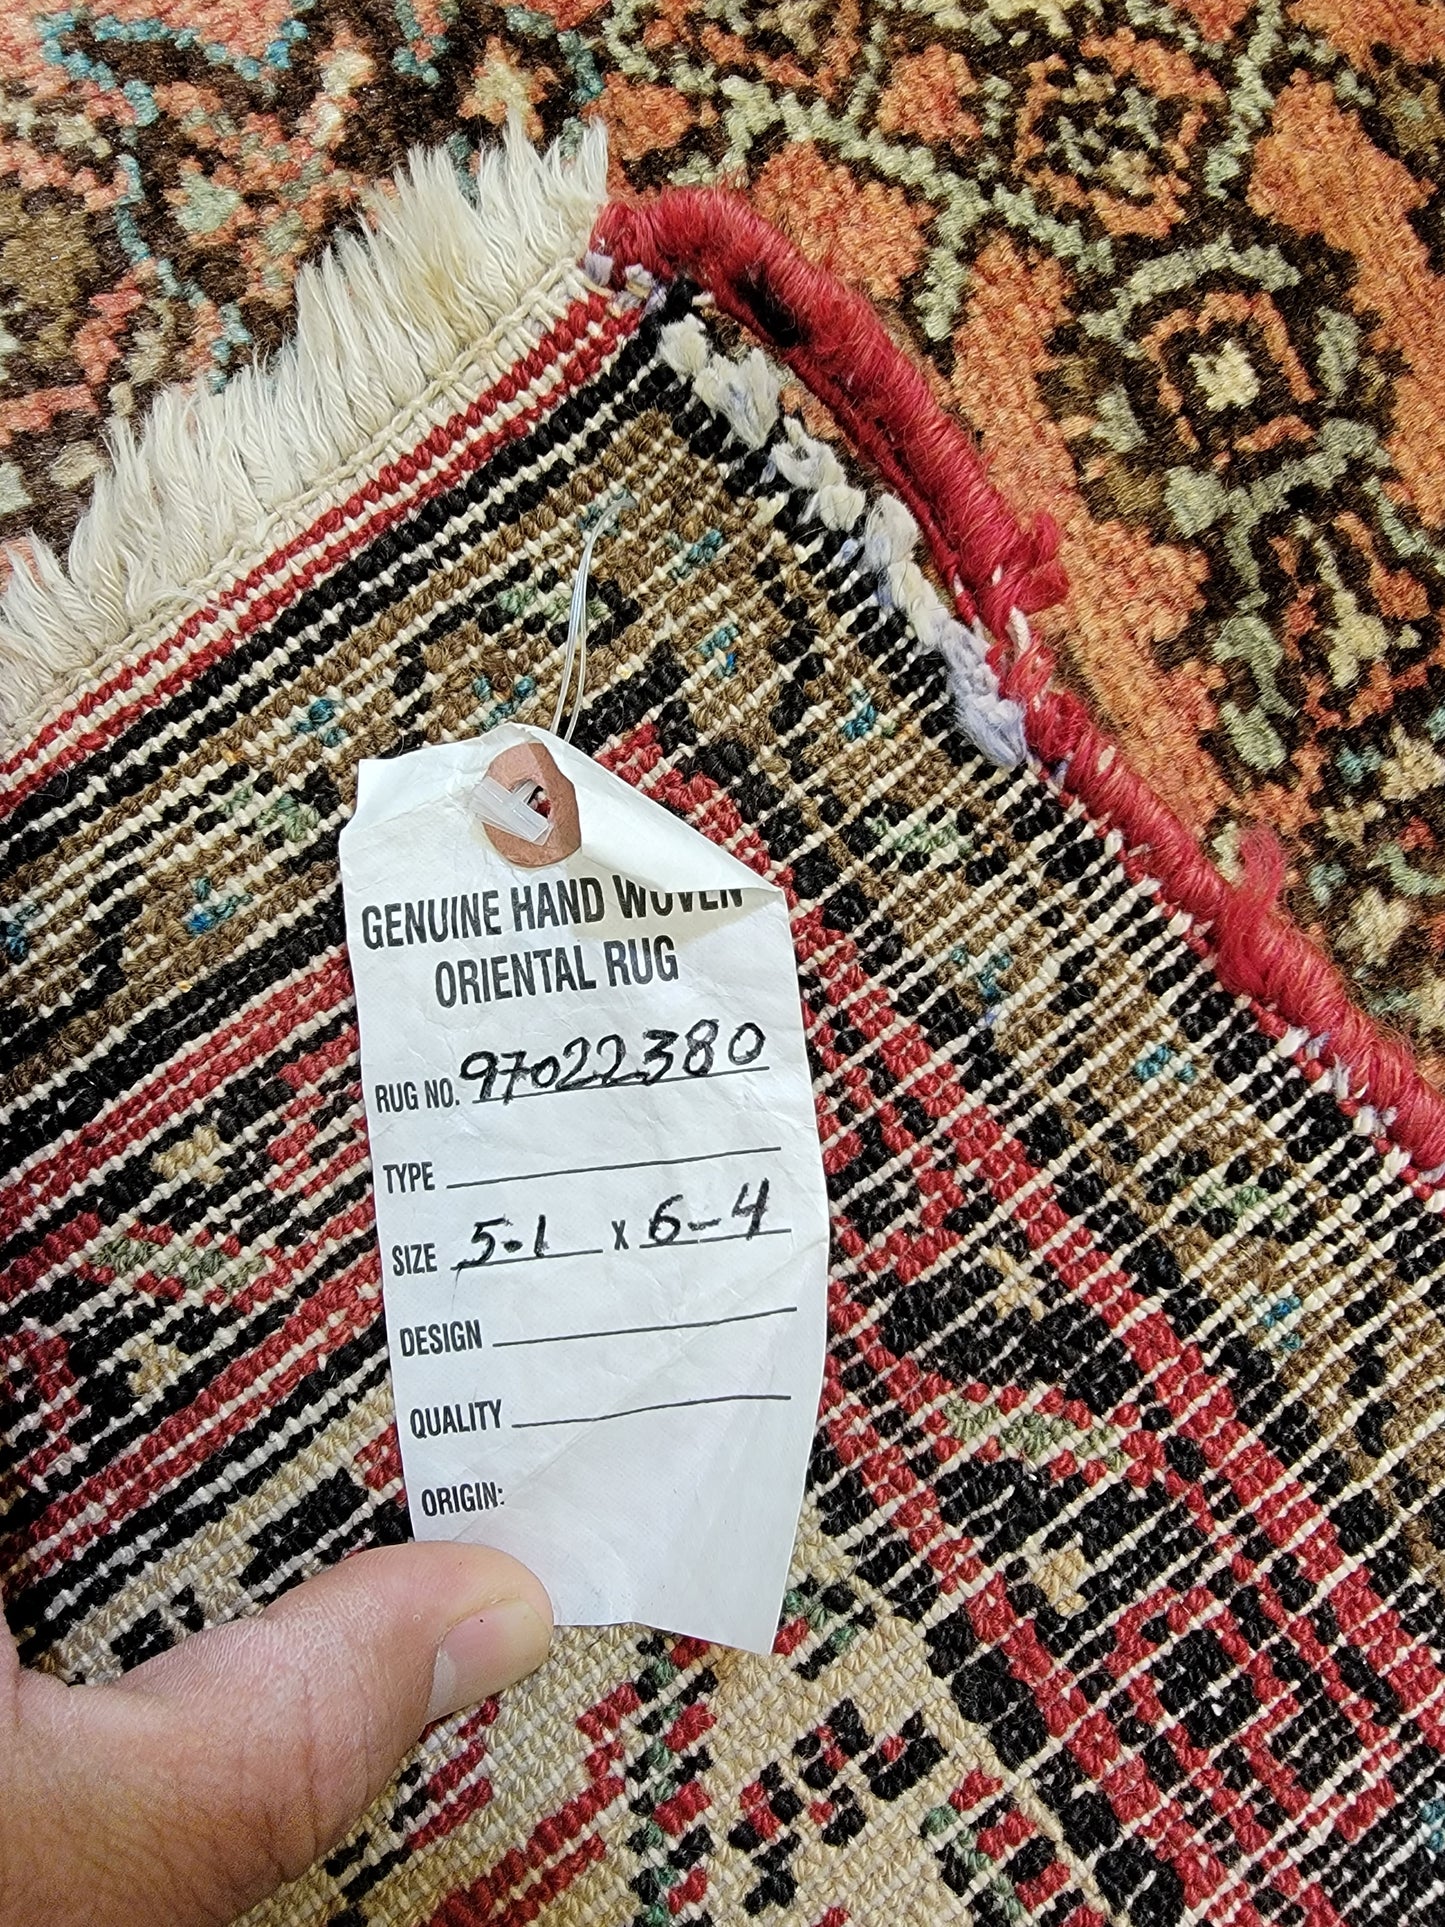 GENUINE HAND WOVEN
ORIENTAL RUG
RUG NO. 97022380
TYPE
SIZE 5-1 x 6-4
DESIGN
QUALITY
ORIGIN: